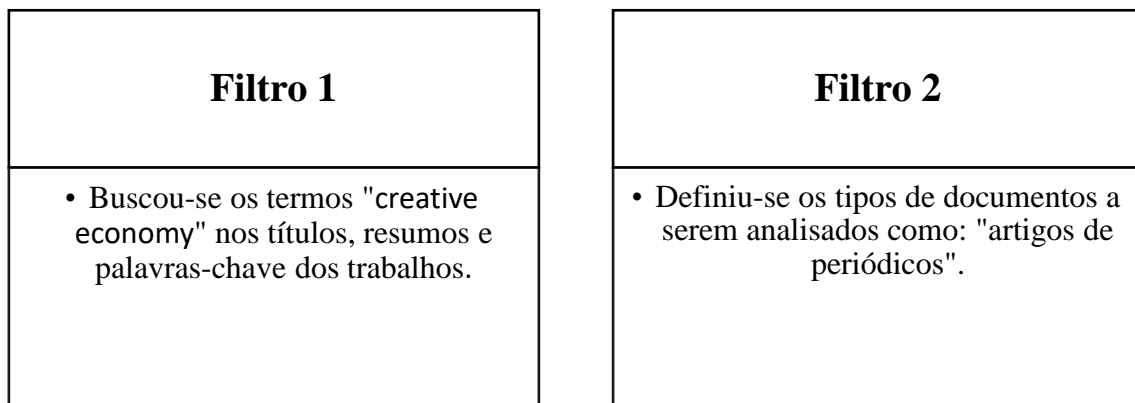 Filtro 1
• Buscou-se os termos "creative
economy" nos títulos, resumos e
palavras-chave dos trabalhos.
Filtro 2
• Definiu-se os tipos de documentos a
serem analisados como: "artigos de
periódicos".